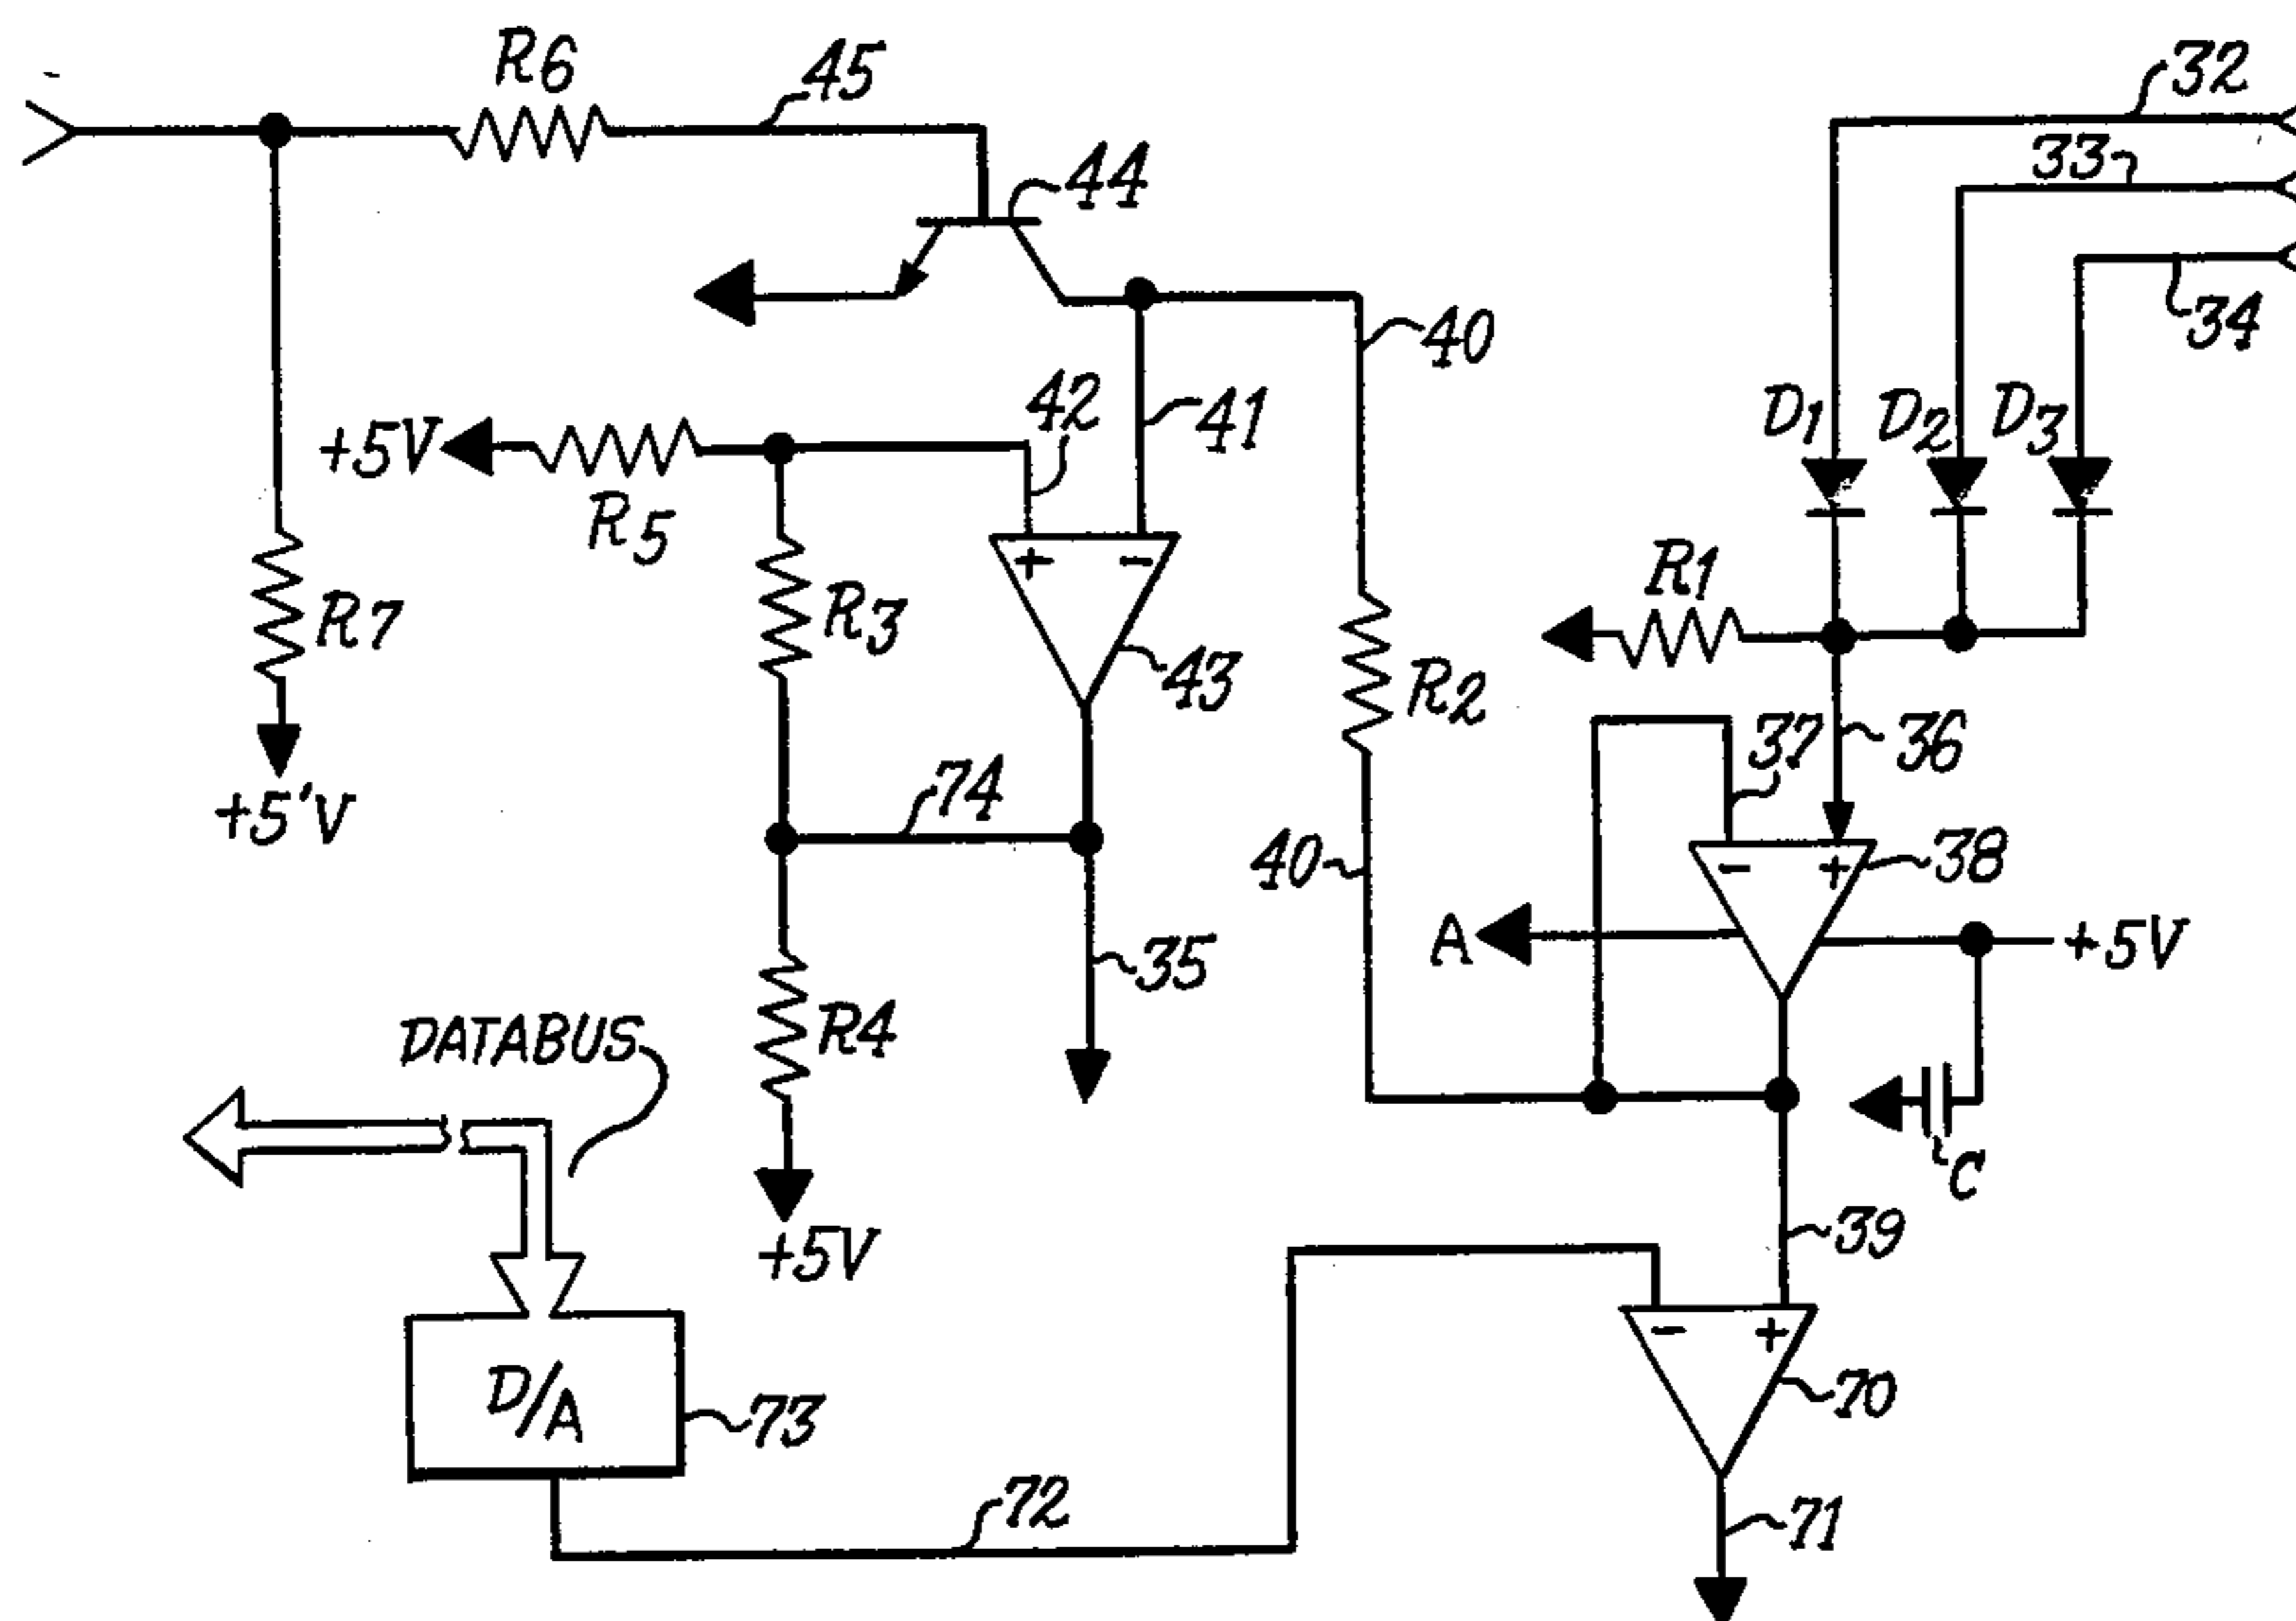 R6
45
32
33
44
34
40
42
41
D1
D2
D3
+5V
R5
R1
R3
R7
43
R2
37
36
74
+5'V
40
38
A
+5V
35
R4
DATABUS
C
39
+5V
D/A
73
70
72
71
+
-
-
+
-
+